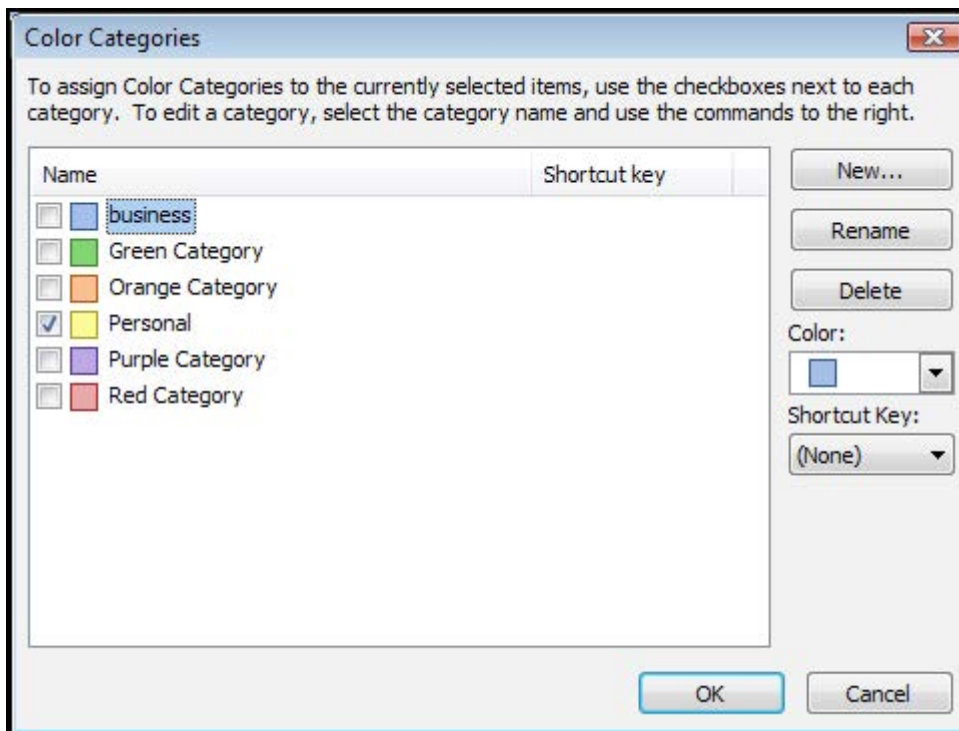 Color Categories
To assign Color Categories to the currently selected items, use the checkboxes next to each
category. To edit a category, select the category name and use the commands to the right.
Name Shortcut key
business
Green Category
Orange Category
Personal
Purple Category
Red Category
New...
Rename
Delete
Color:
Shortcut Key:
(None)
OK Cancel